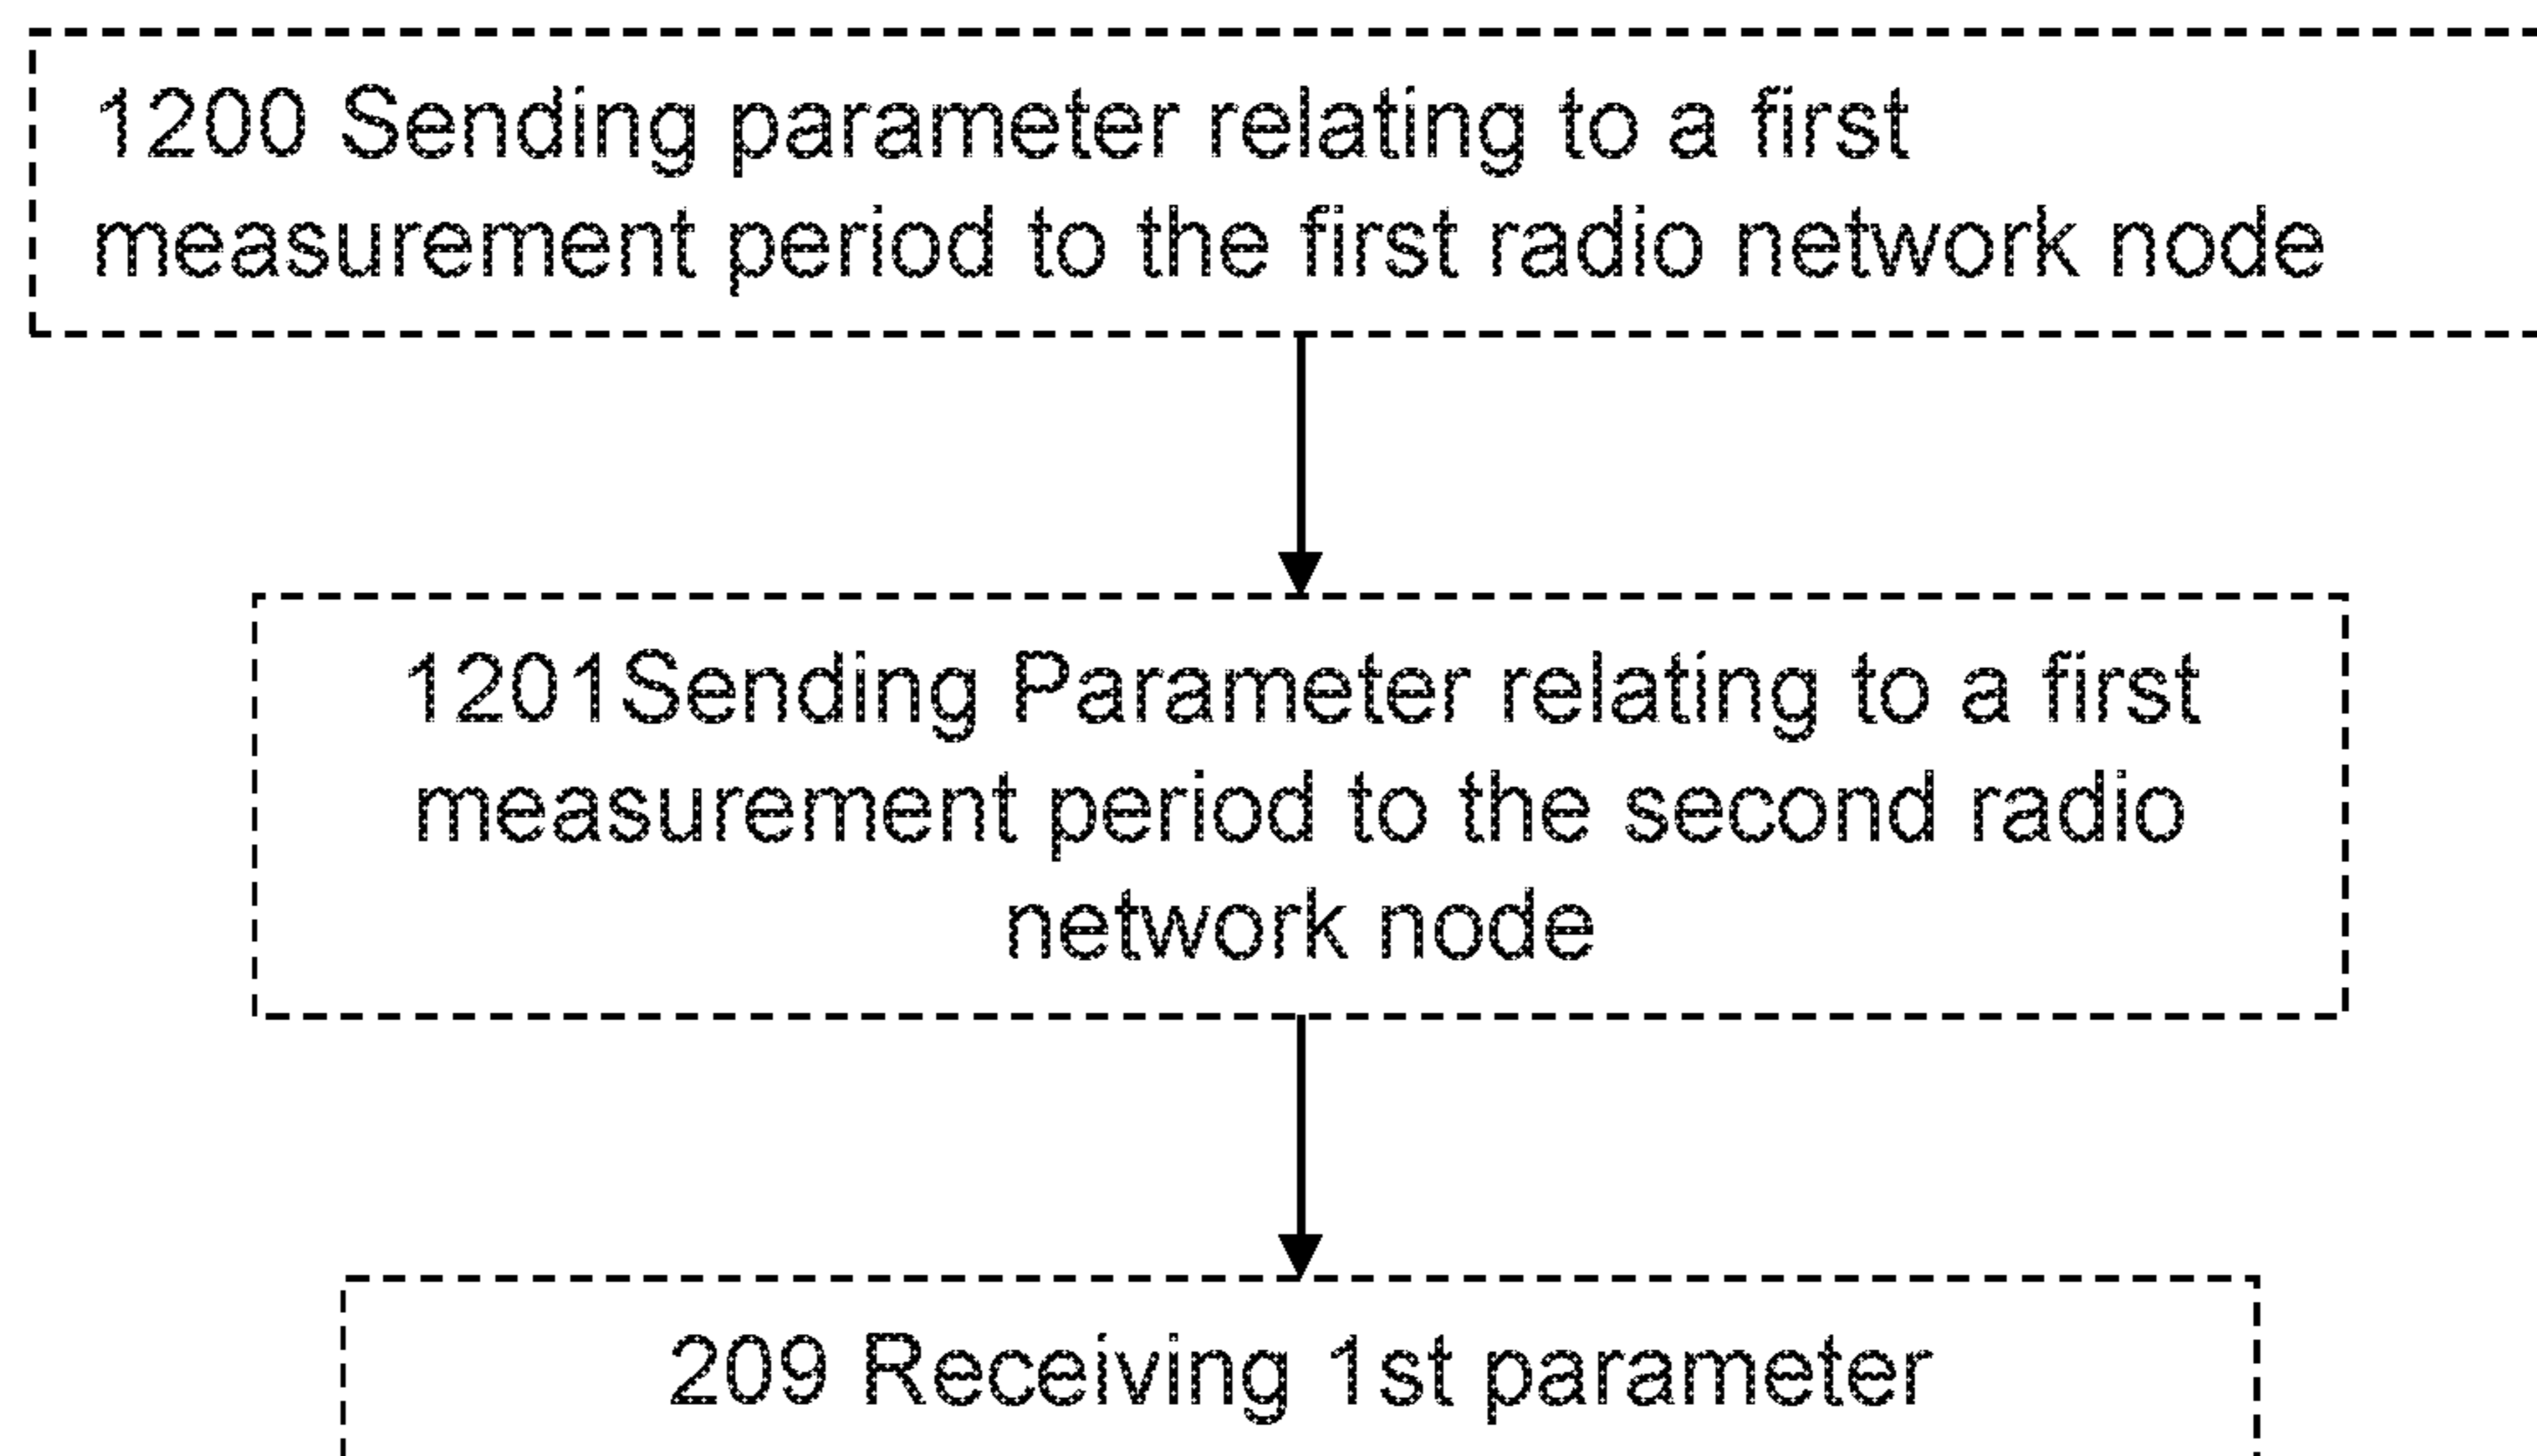 1200 Sending parameter relating to a first
measurement period to the first radio network node
1201Sending Parameter relating to a first
measurement period to the second radio
network node
209 Receiving 1st parameter